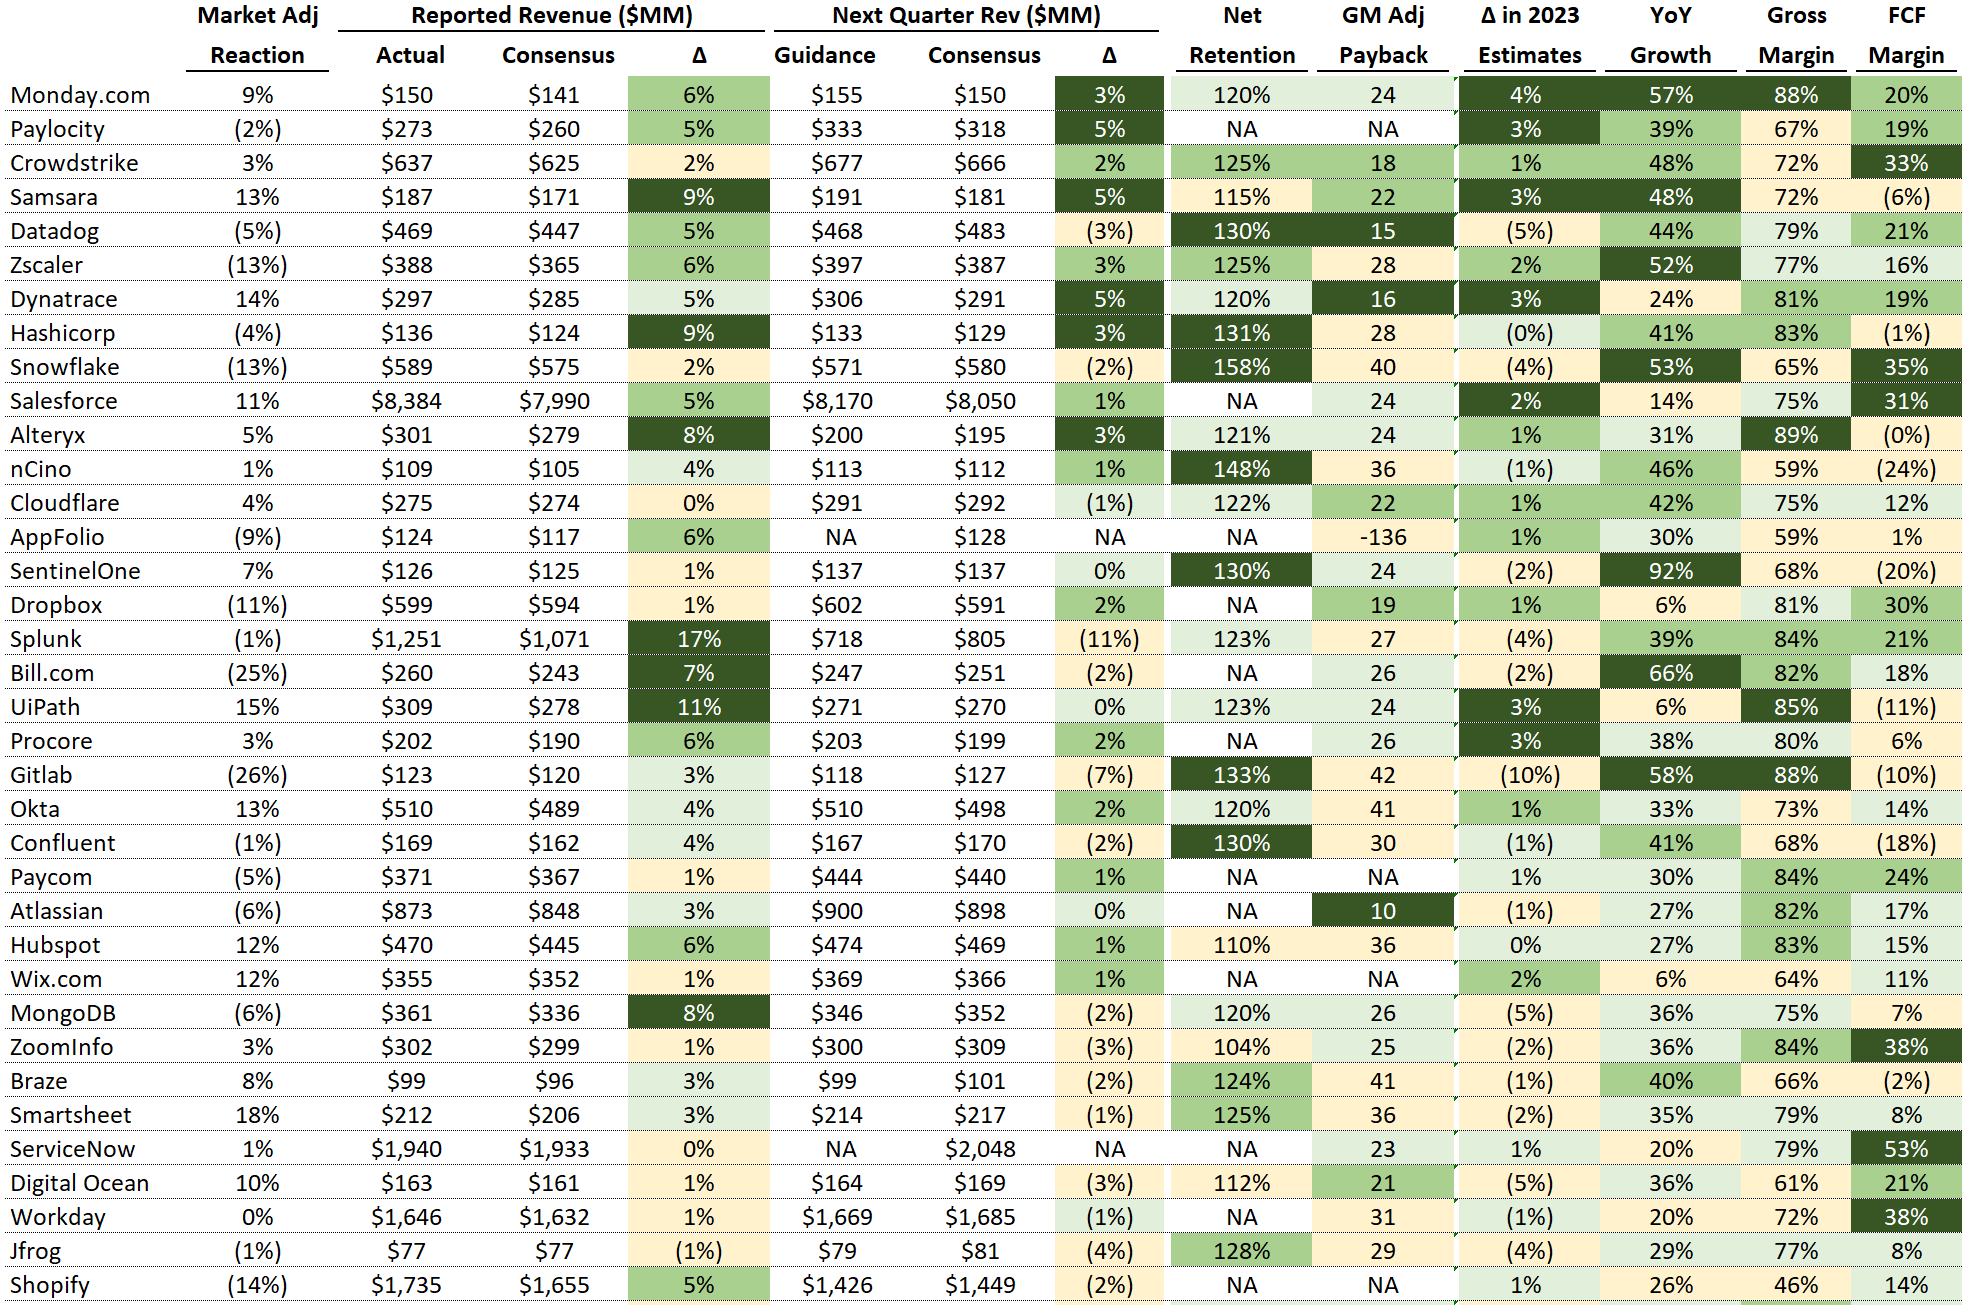 Market Adj Reported Revenue ($MM) Next Quarter Rev ($MM) Net GM Adj Δ in 2023 YoY Gross FCF
Reaction Actual Consensus Δ Guidance Consensus Δ Retention Payback Estimates Growth Margin Margin
Monday.com 9% $150 $141 6% $155 $150 3% 120% 24 4% 57% 88% 20%
Paylocity (2%) $273 $260 5% $333 $318 5% NA NA 3% 39% 67% 19%
Crowdstrike 3% $637 $625 2% $677 $666 2% 125% 18 1% 48% 72% 33%
Samsara 13% $187 $171 9% $191 $181 5% 115% 22 3% 48% 72% (6%)
Datadog (5%) $469 $447 5% $468 $483 (3%) 130% 15 (5%) 44% 79% 21%
Zscaler (13%) $388 $365 6% $397 $387 3% 125% 28 2% 52% 77% 16%
Dynatrace 14% $297 $285 5% $306 $291 5% 120% 16 3% 24% 81% 19%
Hashicorp (4%) $136 $124 9% $133 $129 3% 131% 28 (0%) 41% 83% (1%)
Snowflake (13%) $589 $575 2% $571 $580 (2%) 158% 40 (4%) 53% 65% 35%
Salesforce 11% $8,384 $7,990 5% $8,170 $8,050 1% NA 24 2% 14% 75% 31%
Alteryx 5% $301 $279 8% $200 $195 3% 121% 24 1% 31% 89% (0%)
nCino 1% $109 $105 4% $113 $112 1% 148% 36 (1%) 46% 59% (24%)
Cloudflare 4% $275 $274 0% $291 $292 (1%) 122% 22 1% 42% 75% 12%
AppFolio (9%) $124 $117 6% NA $128 NA NA -136 1% 30% 59% 1%
SentinelOne 7% $126 $125 1% $137 $137 0% 130% 24 (2%) 92% 68% (20%)
Dropbox (11%) $599 $594 1% $602 $591 2% NA 19 1% 6% 81% 30%
Splunk (1%) $1,251 $1,071 17% $718 $805 (11%) 123% 27 (4%) 39% 84% 21%
Bill.com (25%) $260 $243 7% $247 $251 (2%) NA 26 (2%) 66% 82% 18%
UiPath 15% $309 $278 11% $271 $270 0% 123% 24 3% 6% 85% (11%)
Procore 3% $202 $190 6% $203 $199 2% NA 26 3% 38% 80% 6%
Gitlab (26%) $123 $120 3% $118 $127 (7%) 133% 42 (10%) 58% 88% (10%)
Okta 13% $510 $489 4% $510 $498 2% 120% 41 1% 33% 73% 14%
Confluent (1%) $169 $162 4% $167 $170 (2%) 130% 30 (1%) 41% 68% (18%)
Paycom (5%) $371 $367 1% $444 $440 1% NA NA 1% 30% 84% 24%
Atlassian (6%) $873 $848 3% $900 $898 0% NA 10 (1%) 27% 82% 17%
Hubspot 12% $470 $445 6% $474 $469 1% 110% 36 0% 27% 83% 15%
Wix.com 12% $355 $352 1% $369 $366 1% NA NA 2% 6% 64% 11%
MongoDB (6%) $361 $336 8% $346 $352 (2%) 120% 26 (5%) 36% 75% 7%
ZoomInfo 3% $302 $299 1% $300 $309 (3%) 104% 25 (2%) 36% 84% 38%
Braze 8% $99 $96 3% $99 $101 (2%) 124% 41 (1%) 40% 66% (2%)
Smartsheet 18% $212 $206 3% $214 $217 (1%) 125% 36 (2%) 35% 79% 8%
ServiceNow 1% $1,940 $1,933 0% NA $2,048 NA NA 23 1% 20% 79% 53%
Digital Ocean 10% $163 $161 1% $164 $169 (3%) 112% 21 (5%) 36% 61% 21%
Workday 0% $1,646 $1,632 1% $1,669 $1,685 (1%) NA 31 (1%) 20% 72% 38%
Jfrog (1%) $77 $77 (1%) $79 $81 (4%) 128% 29 (4%) 29% 77% 8%
Shopify (14%) $1,735 $1,655 5% $1,426 $1,449 (2%) NA NA 1% 26% 46% 14%